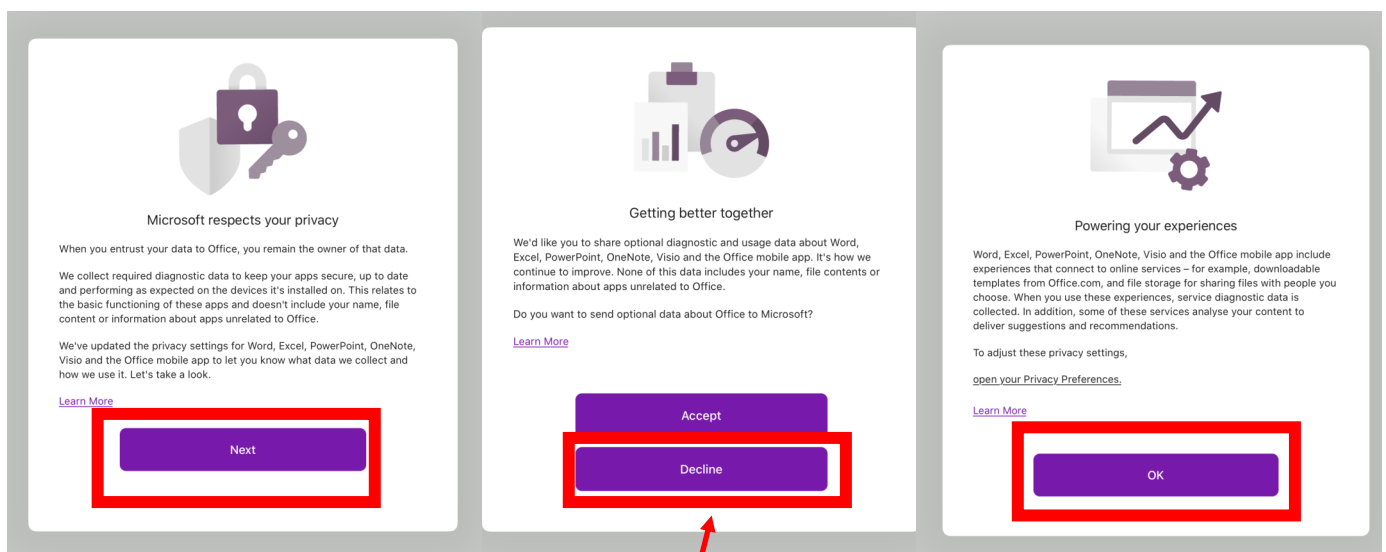 Microsoft respects your privacy
When you entrust your data to Office, you remain the owner of that data.
We collect required diagnostic data to keep your apps secure, up to date
and performing as expected on the devices it's installed on. This relates to
the basic functioning of these apps and doesn't include your name, file
content or information about apps unrelated to Office.
We've updated the privacy settings for Word, Excel, PowerPoint, OneNote,
Visio and the Office mobile app to let you know what data we collect and
how we use it. Let's take a look.
Learn More
Next
Getting better together
We'd like you to share optional diagnostic and usage data about Word,
Excel, PowerPoint, OneNote, Visio and the Office mobile app. It's how we
continue to improve. None of this data includes your name, file contents or
information about apps unrelated to Office.
Do you want to send optional data about Office to Microsoft?
Learn More
Accept
Decline
Powering your experiences
Word, Excel, PowerPoint, OneNote, Visio and the Office mobile app include
experiences that connect to online services – for example, downloadable
templates from Office.com, and file storage for sharing files with people you
choose. When you use these experiences, service diagnostic data is
collected. In addition, some of these services analyse your content to
deliver suggestions and recommendations.
To adjust these privacy settings,
open your Privacy Preferences.
Learn More
OK